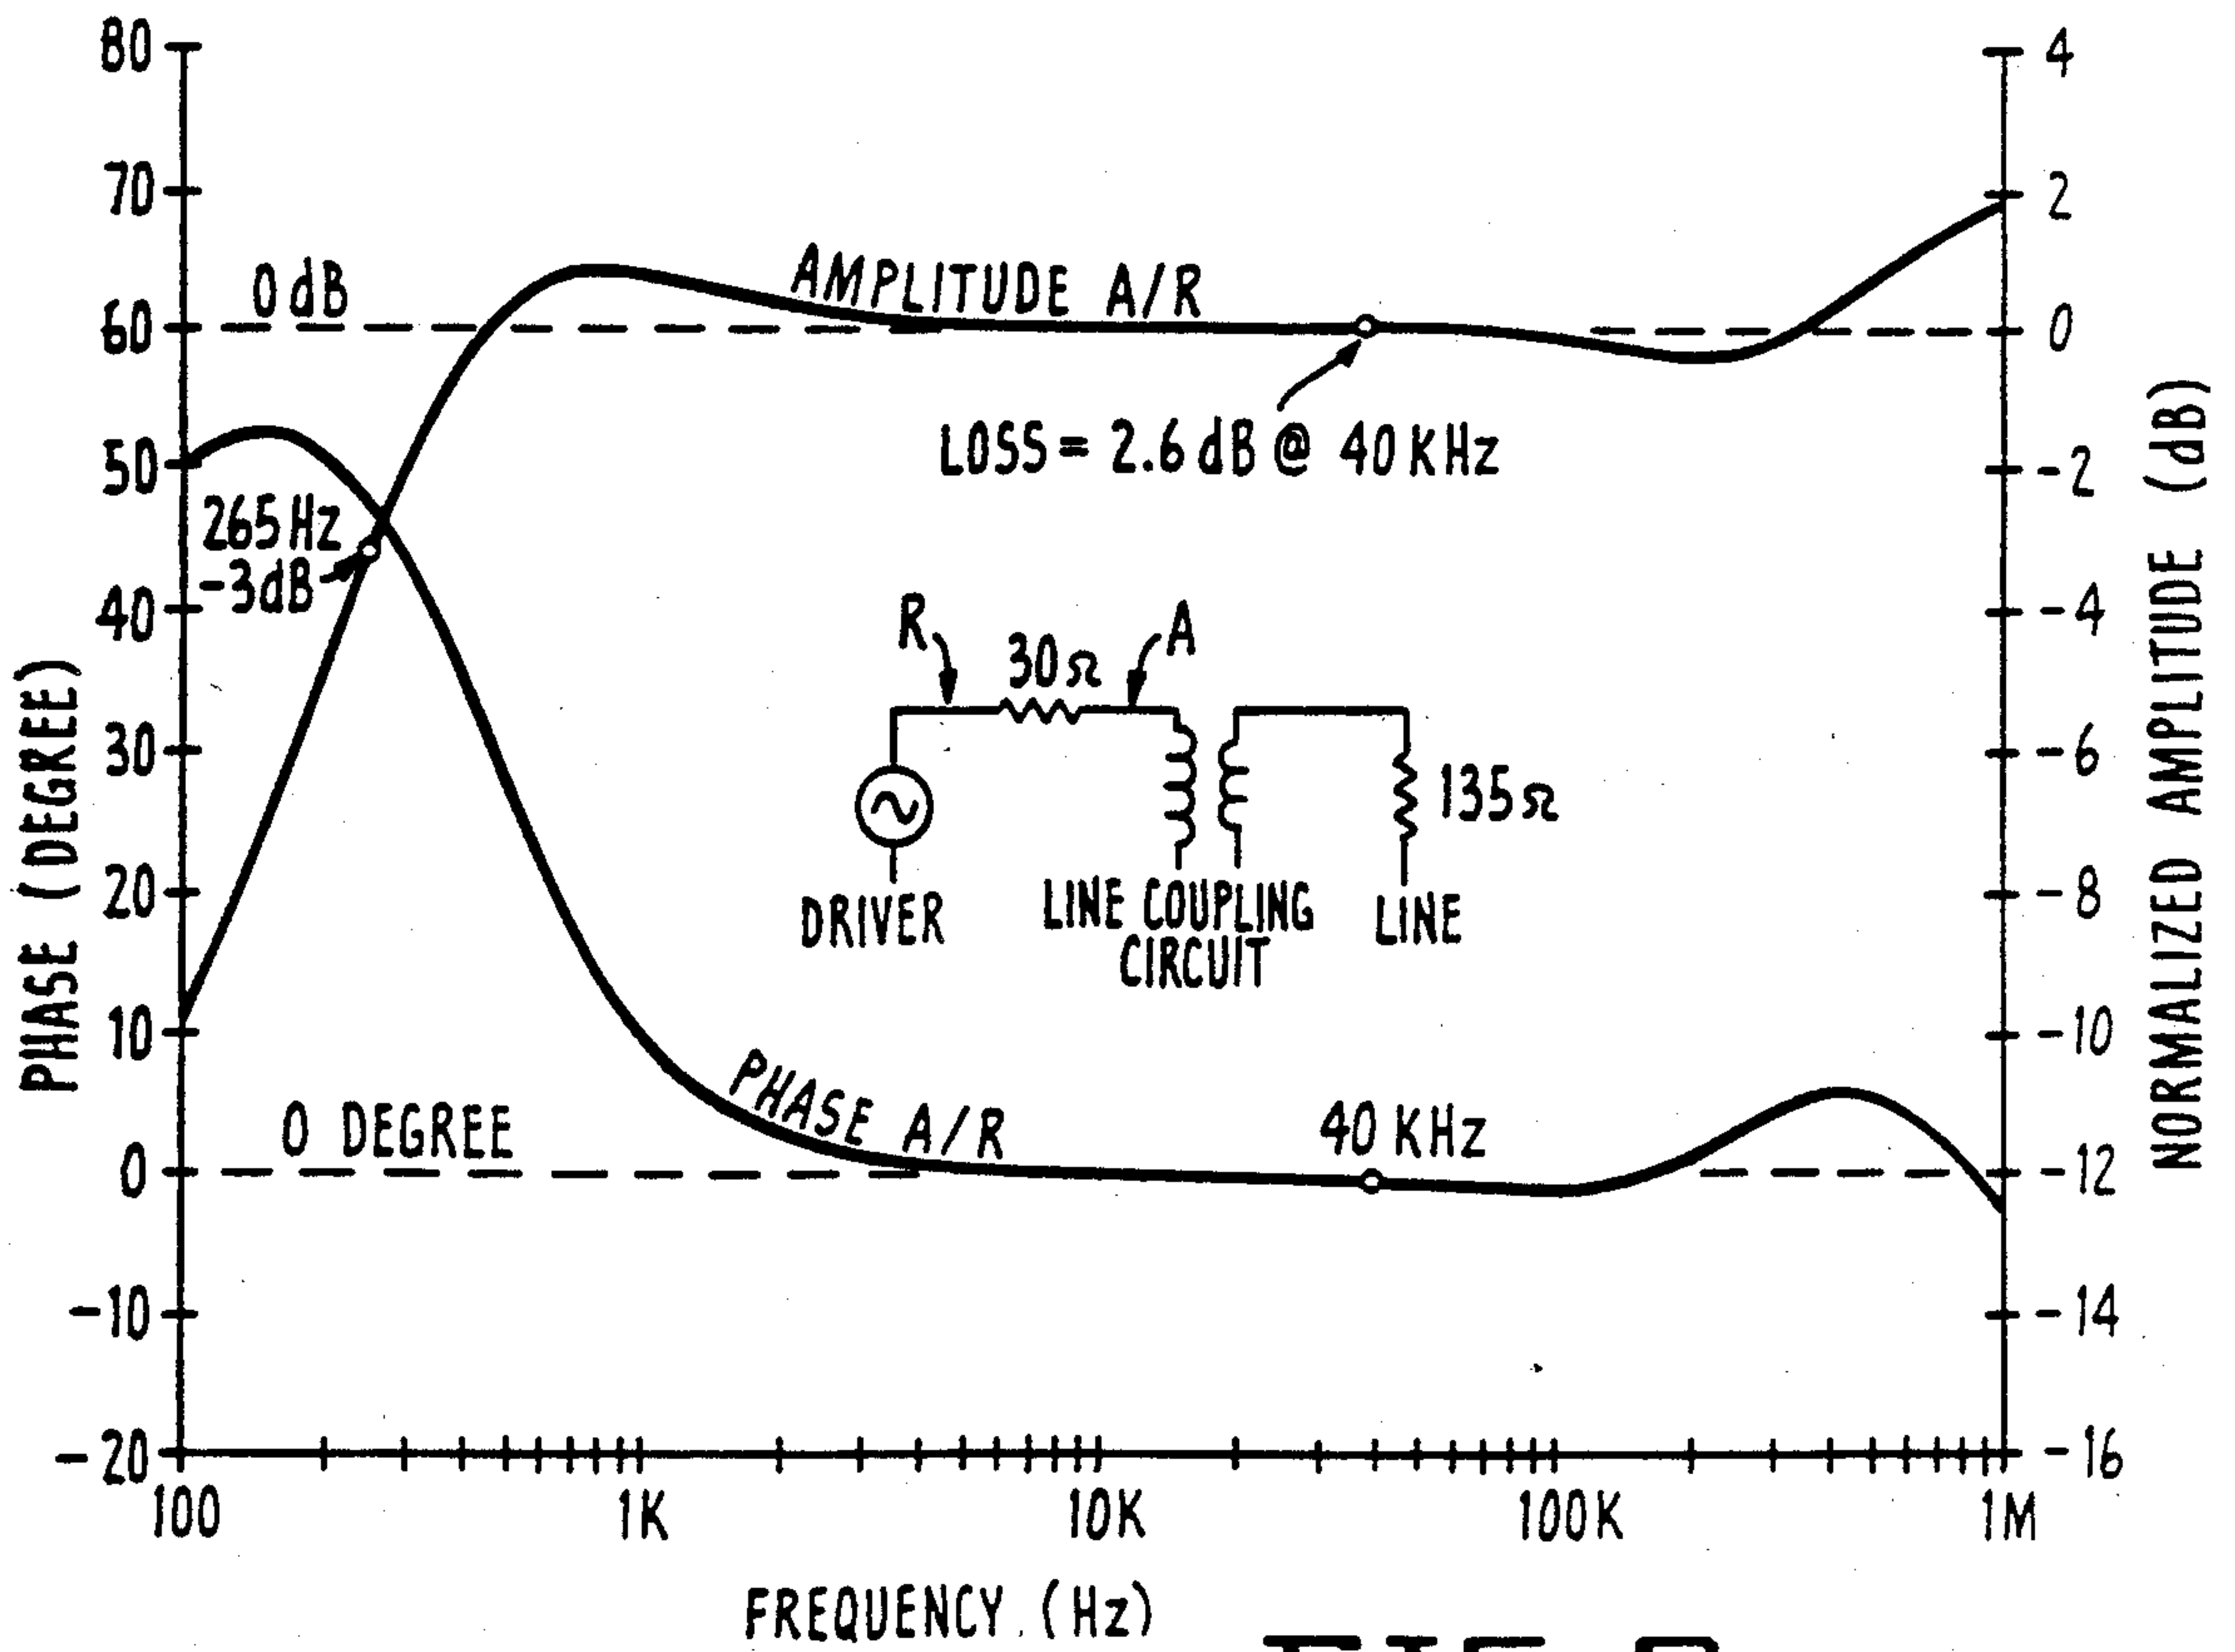 80
70
60
50
40
30
20
10
0
-10
-20
PHASE (DEGREE)
4
2
0
-2
-4
-6
-8
-10
-12
-14
-16
NORMALIZED AMPLITUDE (dB)
0 dB
AMPLITUDE A/R
LOSS = 2.6 dB @ 40 KHz
265 Hz
-3dB
R
30Ω
A
135Ω
DRIVER
LINE COUPLING
CIRCUIT
LINE
PHASE A/R
0 DEGREE
40 KHz
100
1K
10K
100K
1M
FREQUENCY (Hz)